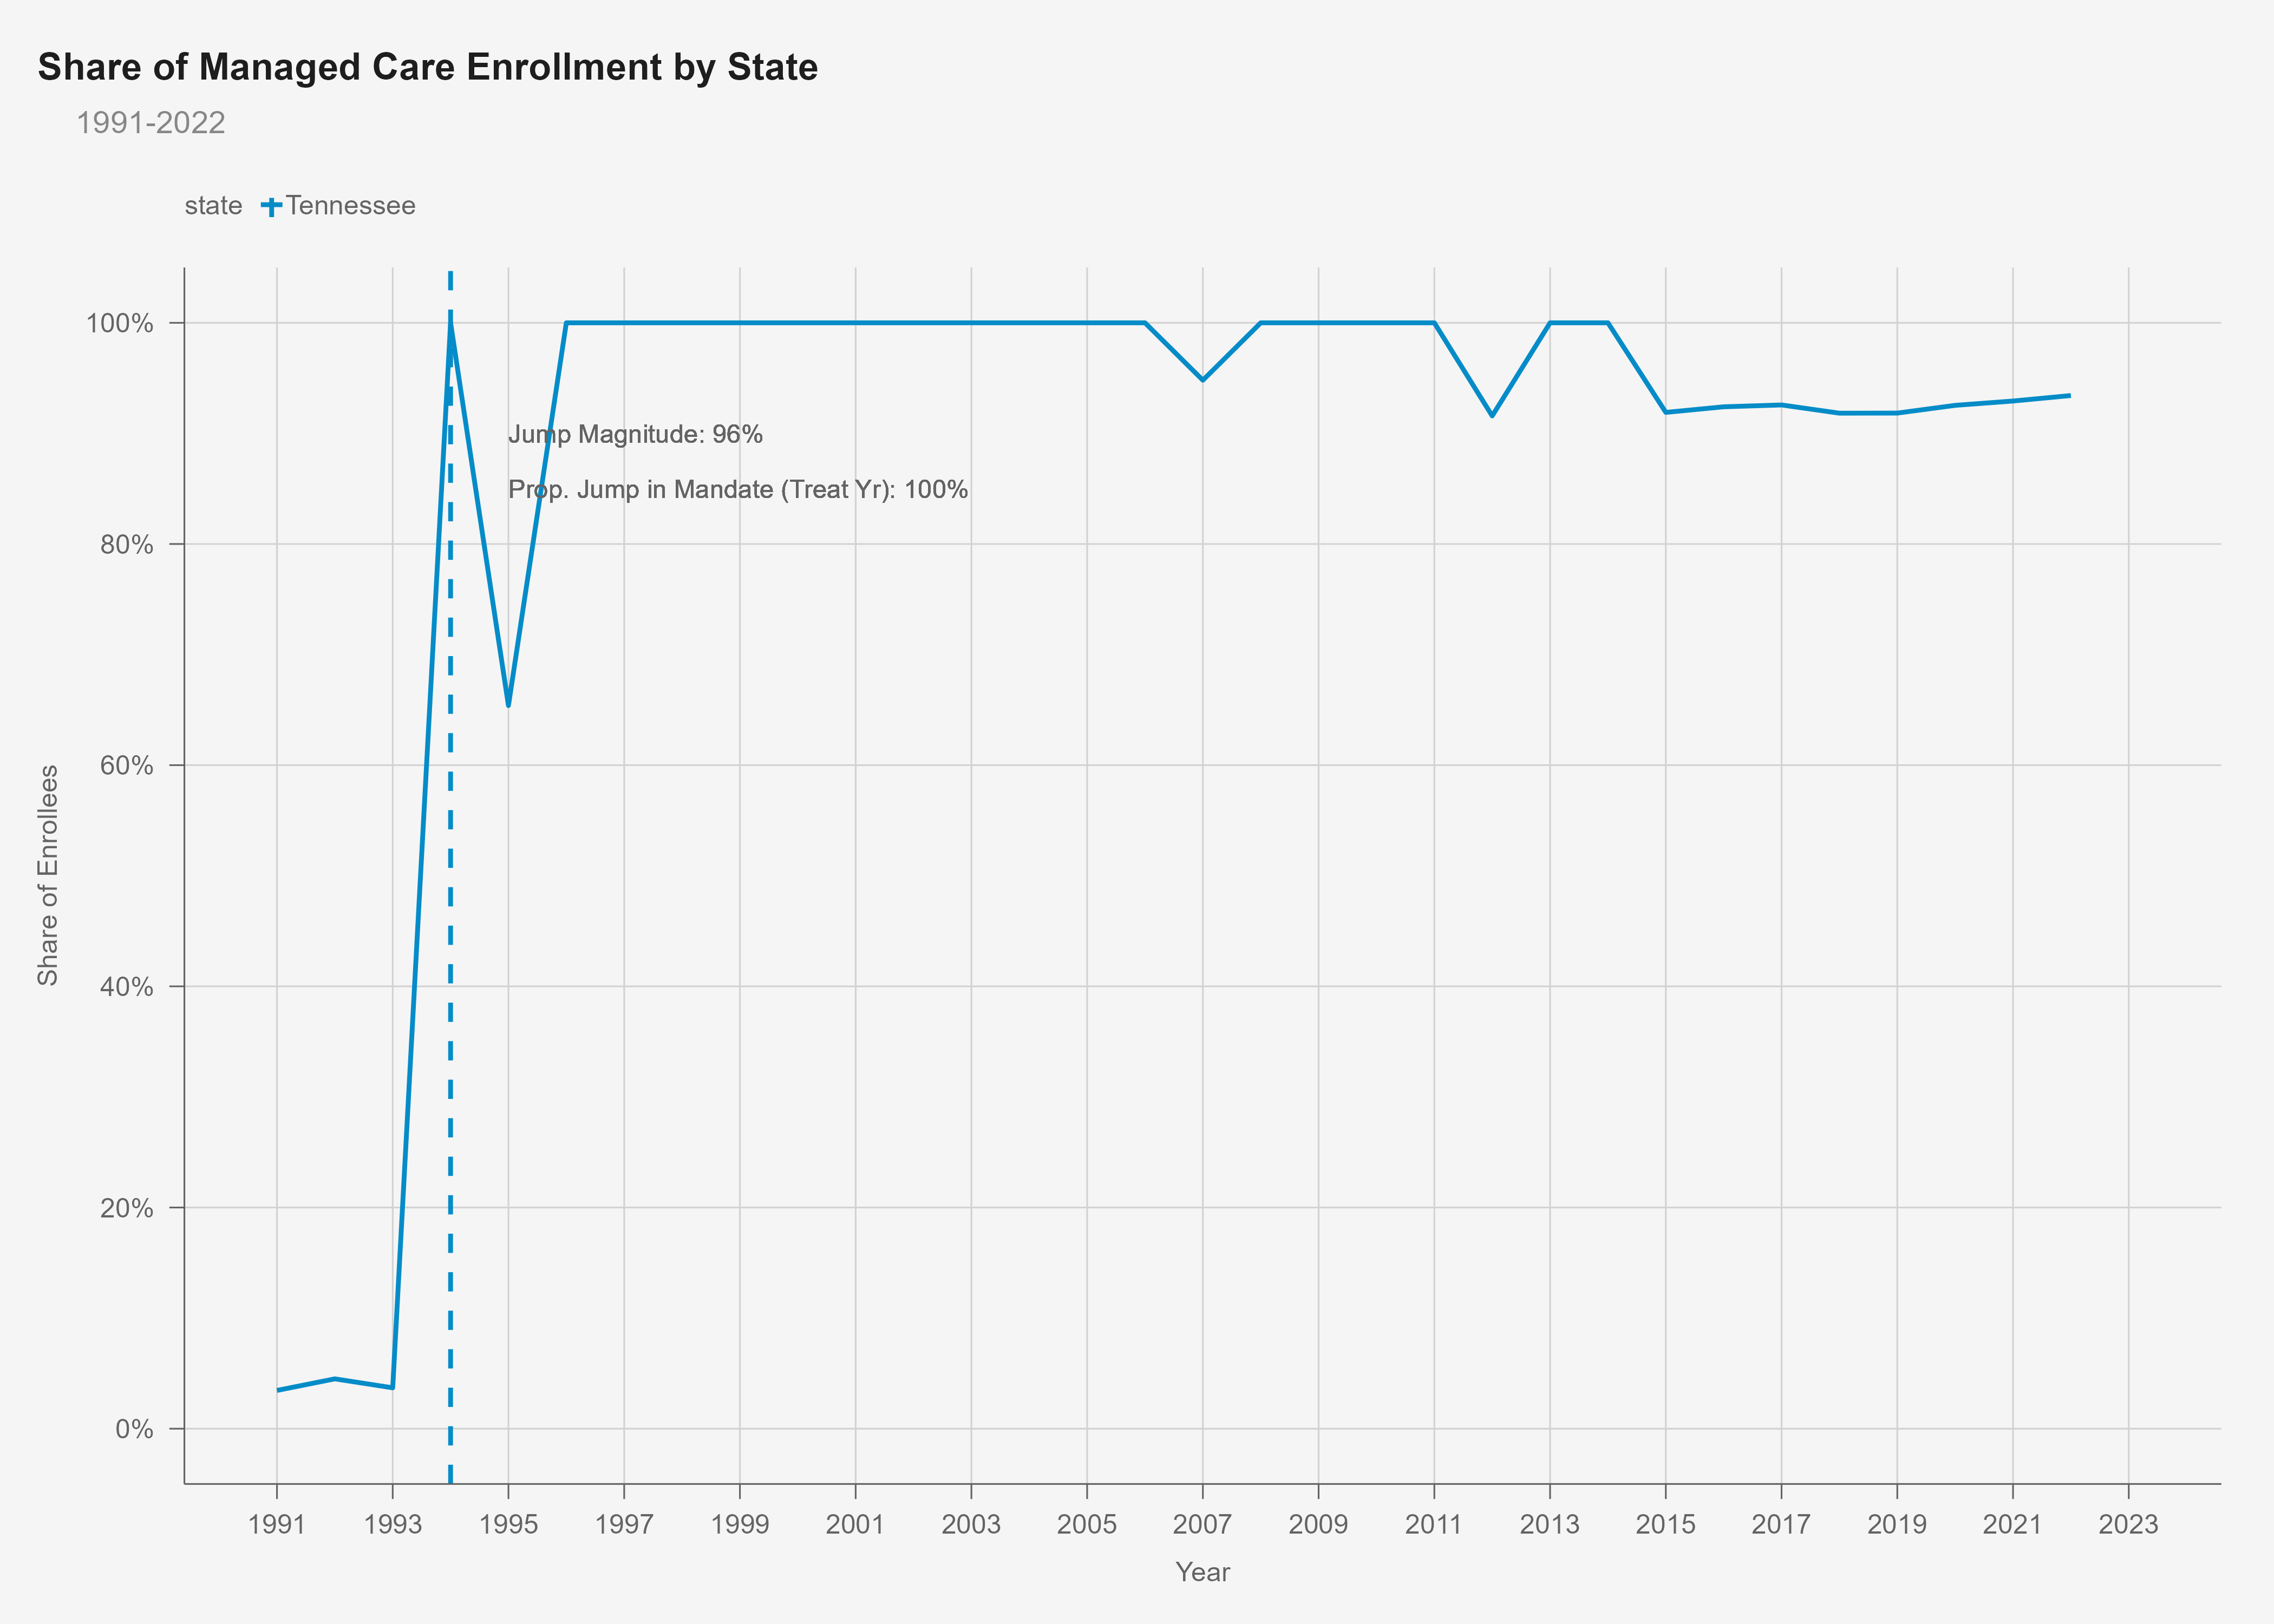 Share of Managed Care Enrollment by State
1991-2022
state Tennessee
100%
80%
60%
40%
20%
0%
Share of Enrollees
Jump Magnitude: 96%
Prop. Jump in Mandate (Treat Yr): 100%
1991 1993 1995 1997 1999 2001 2003 2005 2007 2009 2011 2013 2015 2017 2019 2021 2023
Year